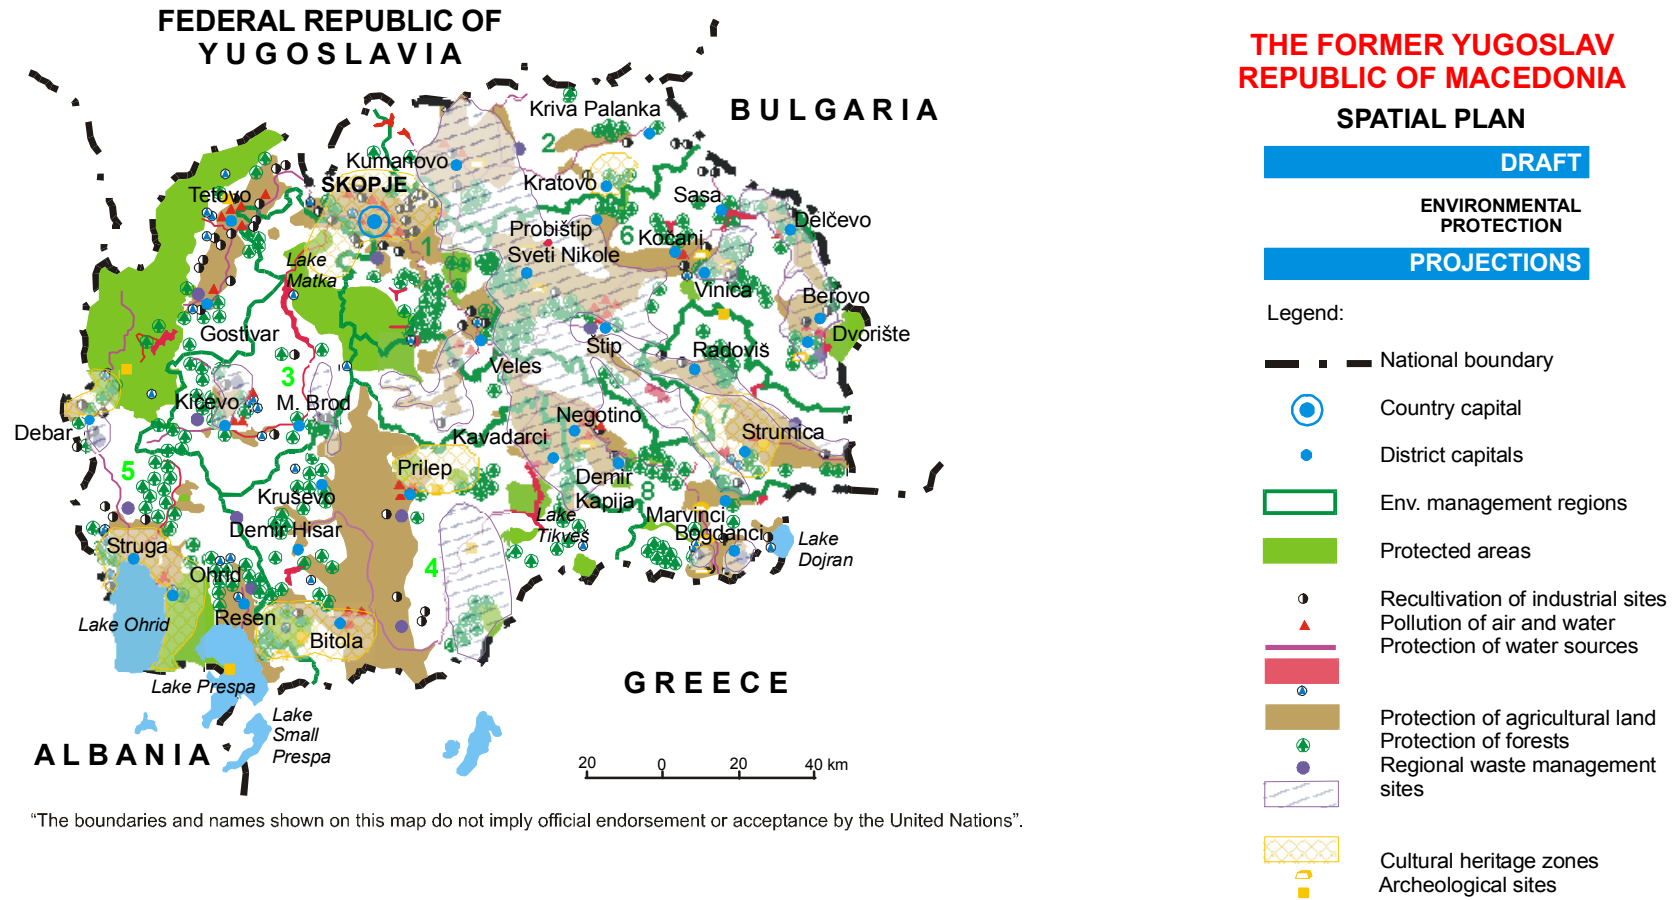 FEDERAL REPUBLIC OF
YUGOSLAVIA
BULGARIA
Kriva Palanka
2
Kumanovo
SKOPJE
Kratovo
Sasa
Tetovo
Delčevo
Probištip
6
Kočani
1
Sveti Nikole
Lake
Matka
Vinica
Berovo
Gostivar
Štip
Dvorište
Radoviš
Veles
3
Kičevo
M. Brod
Negotino
7
Debar
Kavadarci
Strumica
5
Prilep
Demir
Kapija
8
Kruševo
Lake
Tikveš
Marvinci
Demir Hisar
Bogdanci
Lake
Dojran
Struga
4
Ohrid
Resen
Lake Ohrid
Bitola
GREECE
Lake Prespa
Lake
Small
Prespa
ALBANIA
20 0 20 40 km
“The boundaries and names shown on this map do not imply official endorsement or acceptance by the United Nations”.
THE FORMER YUGOSLAV
REPUBLIC OF MACEDONIA
SPATIAL PLAN
DRAFT
ENVIRONMENTAL
PROTECTION
PROJECTIONS
Legend:
National boundary
Country capital
District capitals
Env. management regions
Protected areas
Recultivation of industrial sites
Pollution of air and water
Protection of water sources
Protection of agricultural land
Protection of forests
Regional waste management
sites
Cultural heritage zones
Archeological sites